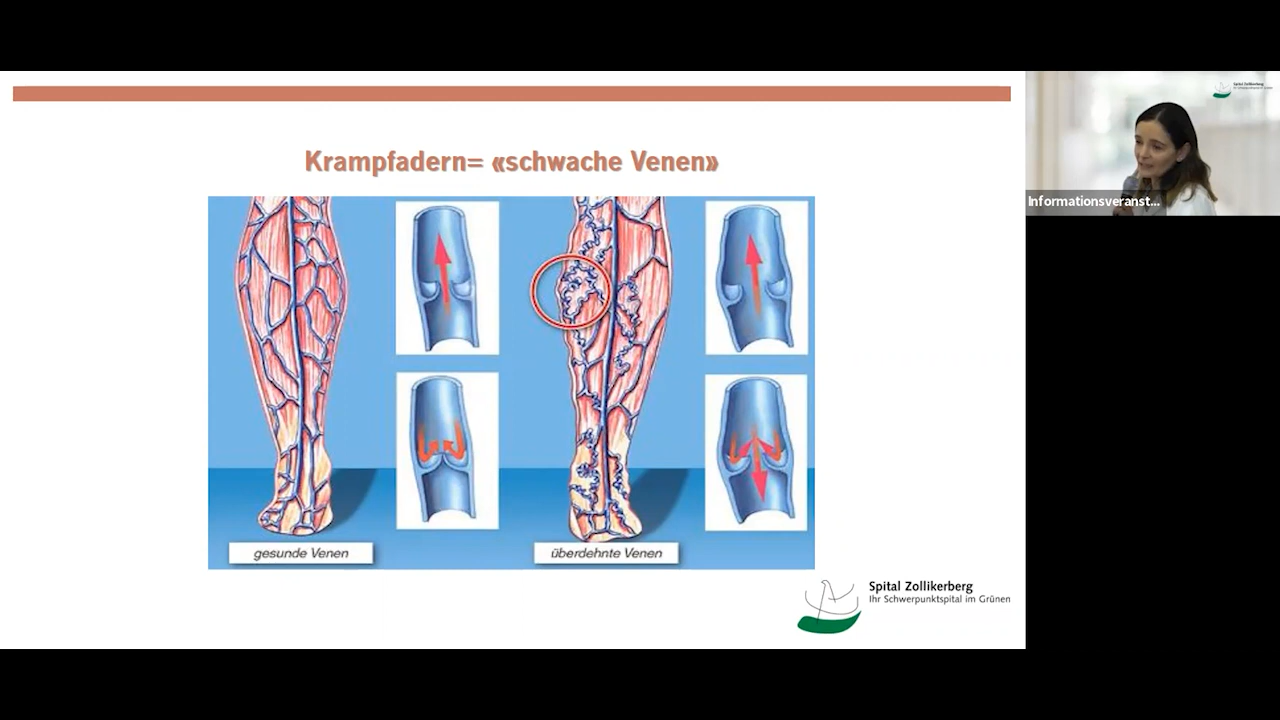 Krampfadern= «schwache Venen»
gesunde Venen
überdehnte Venen
Spital Zollikerberg
Ihr Schwerpunktspital im Grünen
Informationsveranst...